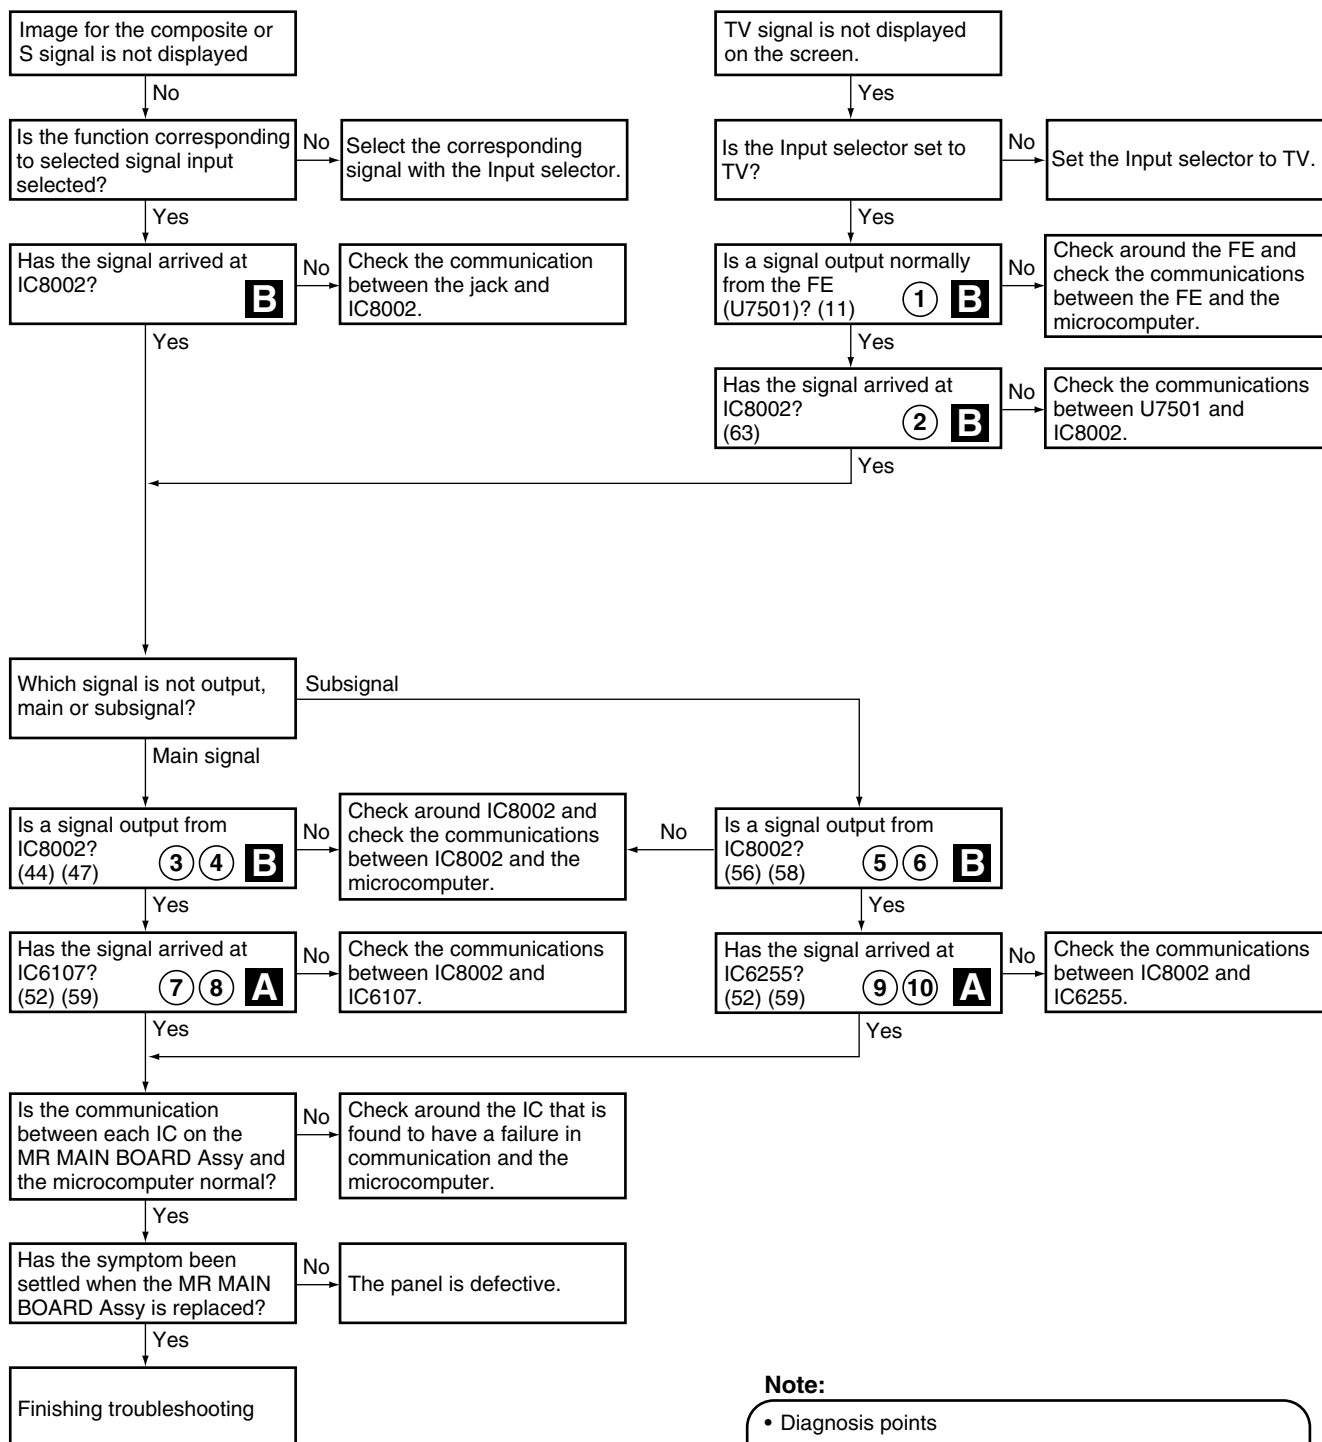 Image for the composite or
S signal is not displayed
No
Is the function corresponding
to selected signal input
selected?
No
Select the corresponding
signal with the Input selector.
Yes
Has the signal arrived at
IC8002?
B
No
Check the communication
between the jack and
IC8002.
Yes
TV signal is not displayed
on the screen.
Yes
Is the Input selector set to
TV?
No
Set the Input selector to TV.
Yes
Is a signal output normally
from the FE
(U7501)? (11)
1 B
No
Check around the FE and
check the communications
between the FE and the
microcomputer.
Yes
Has the signal arrived at
IC8002?
(63)
2 B
No
Check the communications
between U7501 and
IC8002.
Yes
Which signal is not output,
main or subsignal?
Subsignal
Main signal
Is a signal output from
IC8002?
(44) (47)
3 4 B
No
Check around IC8002 and
check the communications
between IC8002 and the
microcomputer.
No
Is a signal output from
IC8002?
(56) (58)
5 6 B
Yes
Yes
Has the signal arrived at
IC6107?
(52) (59)
7 8 A
No
Check the communications
between IC8002 and
IC6107.
Has the signal arrived at
IC6255?
(52) (59)
9 10 A
No
Check the communications
between IC8002 and
IC6255.
Yes
Yes
Is the communication
between each IC on the
MR MAIN BOARD Assy and
the microcomputer normal?
No
Check around the IC that is
found to have a failure in
communication and the
microcomputer.
Yes
Has the symptom been
settled when the MR MAIN
BOARD Assy is replaced?
No
The panel is defective.
Yes
Finishing troubleshooting
Note:
• Diagnosis points